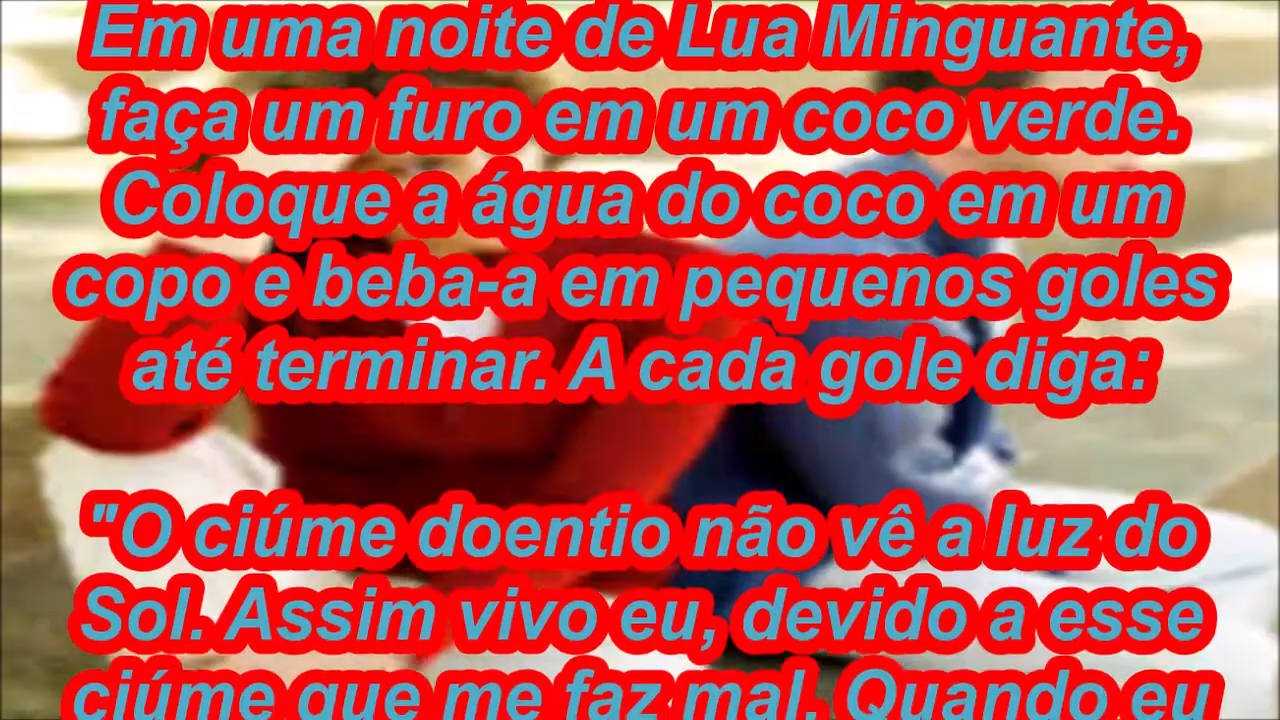 Em uma noite de Lua Minguante,
faça um furo em um coco verde.
Coloque a água do coco em um
copo e beba-a em pequenos goles
até terminar. A cada gole diga:
"O ciúme doentio não vê a luz do
Sol. Assim vivo eu, devido a esse
ciúme que me faz mal. Quando eu